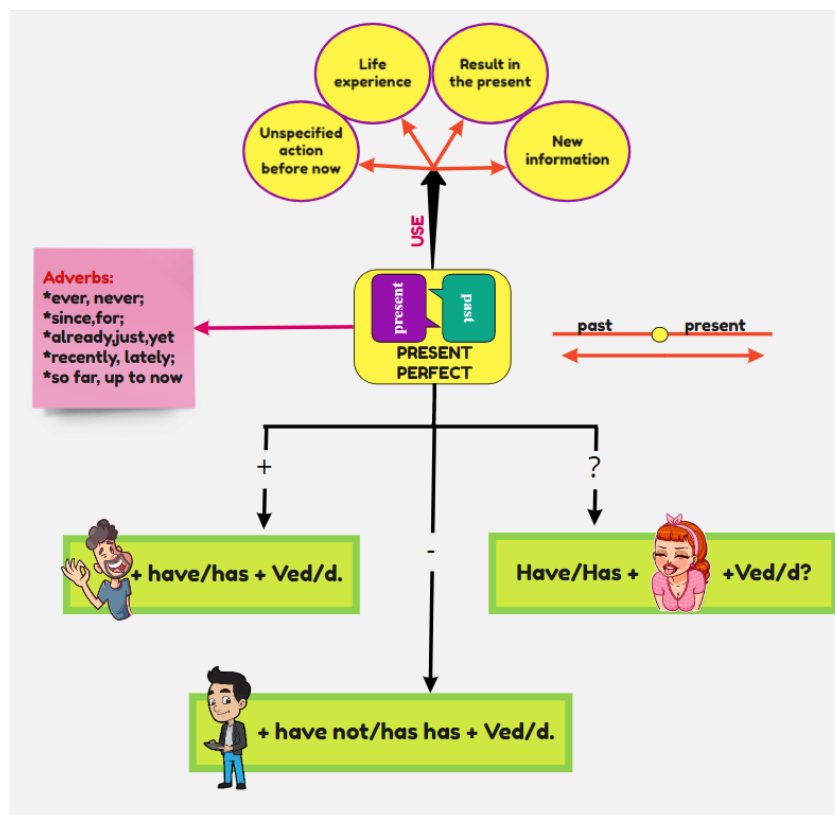 Life
experience
Result in
the present
Unspecified
action
before now
New
information
USE
Adverbs:
*ever, never;
*since,for;
*already,just,yet
*recently, lately;
*so far, up to now
present
past
PRESENT
PERFECT
past present
+
?
-
+ have/has + Ved/d.
Have/Has + +Ved/d?
+ have not/has has + Ved/d.